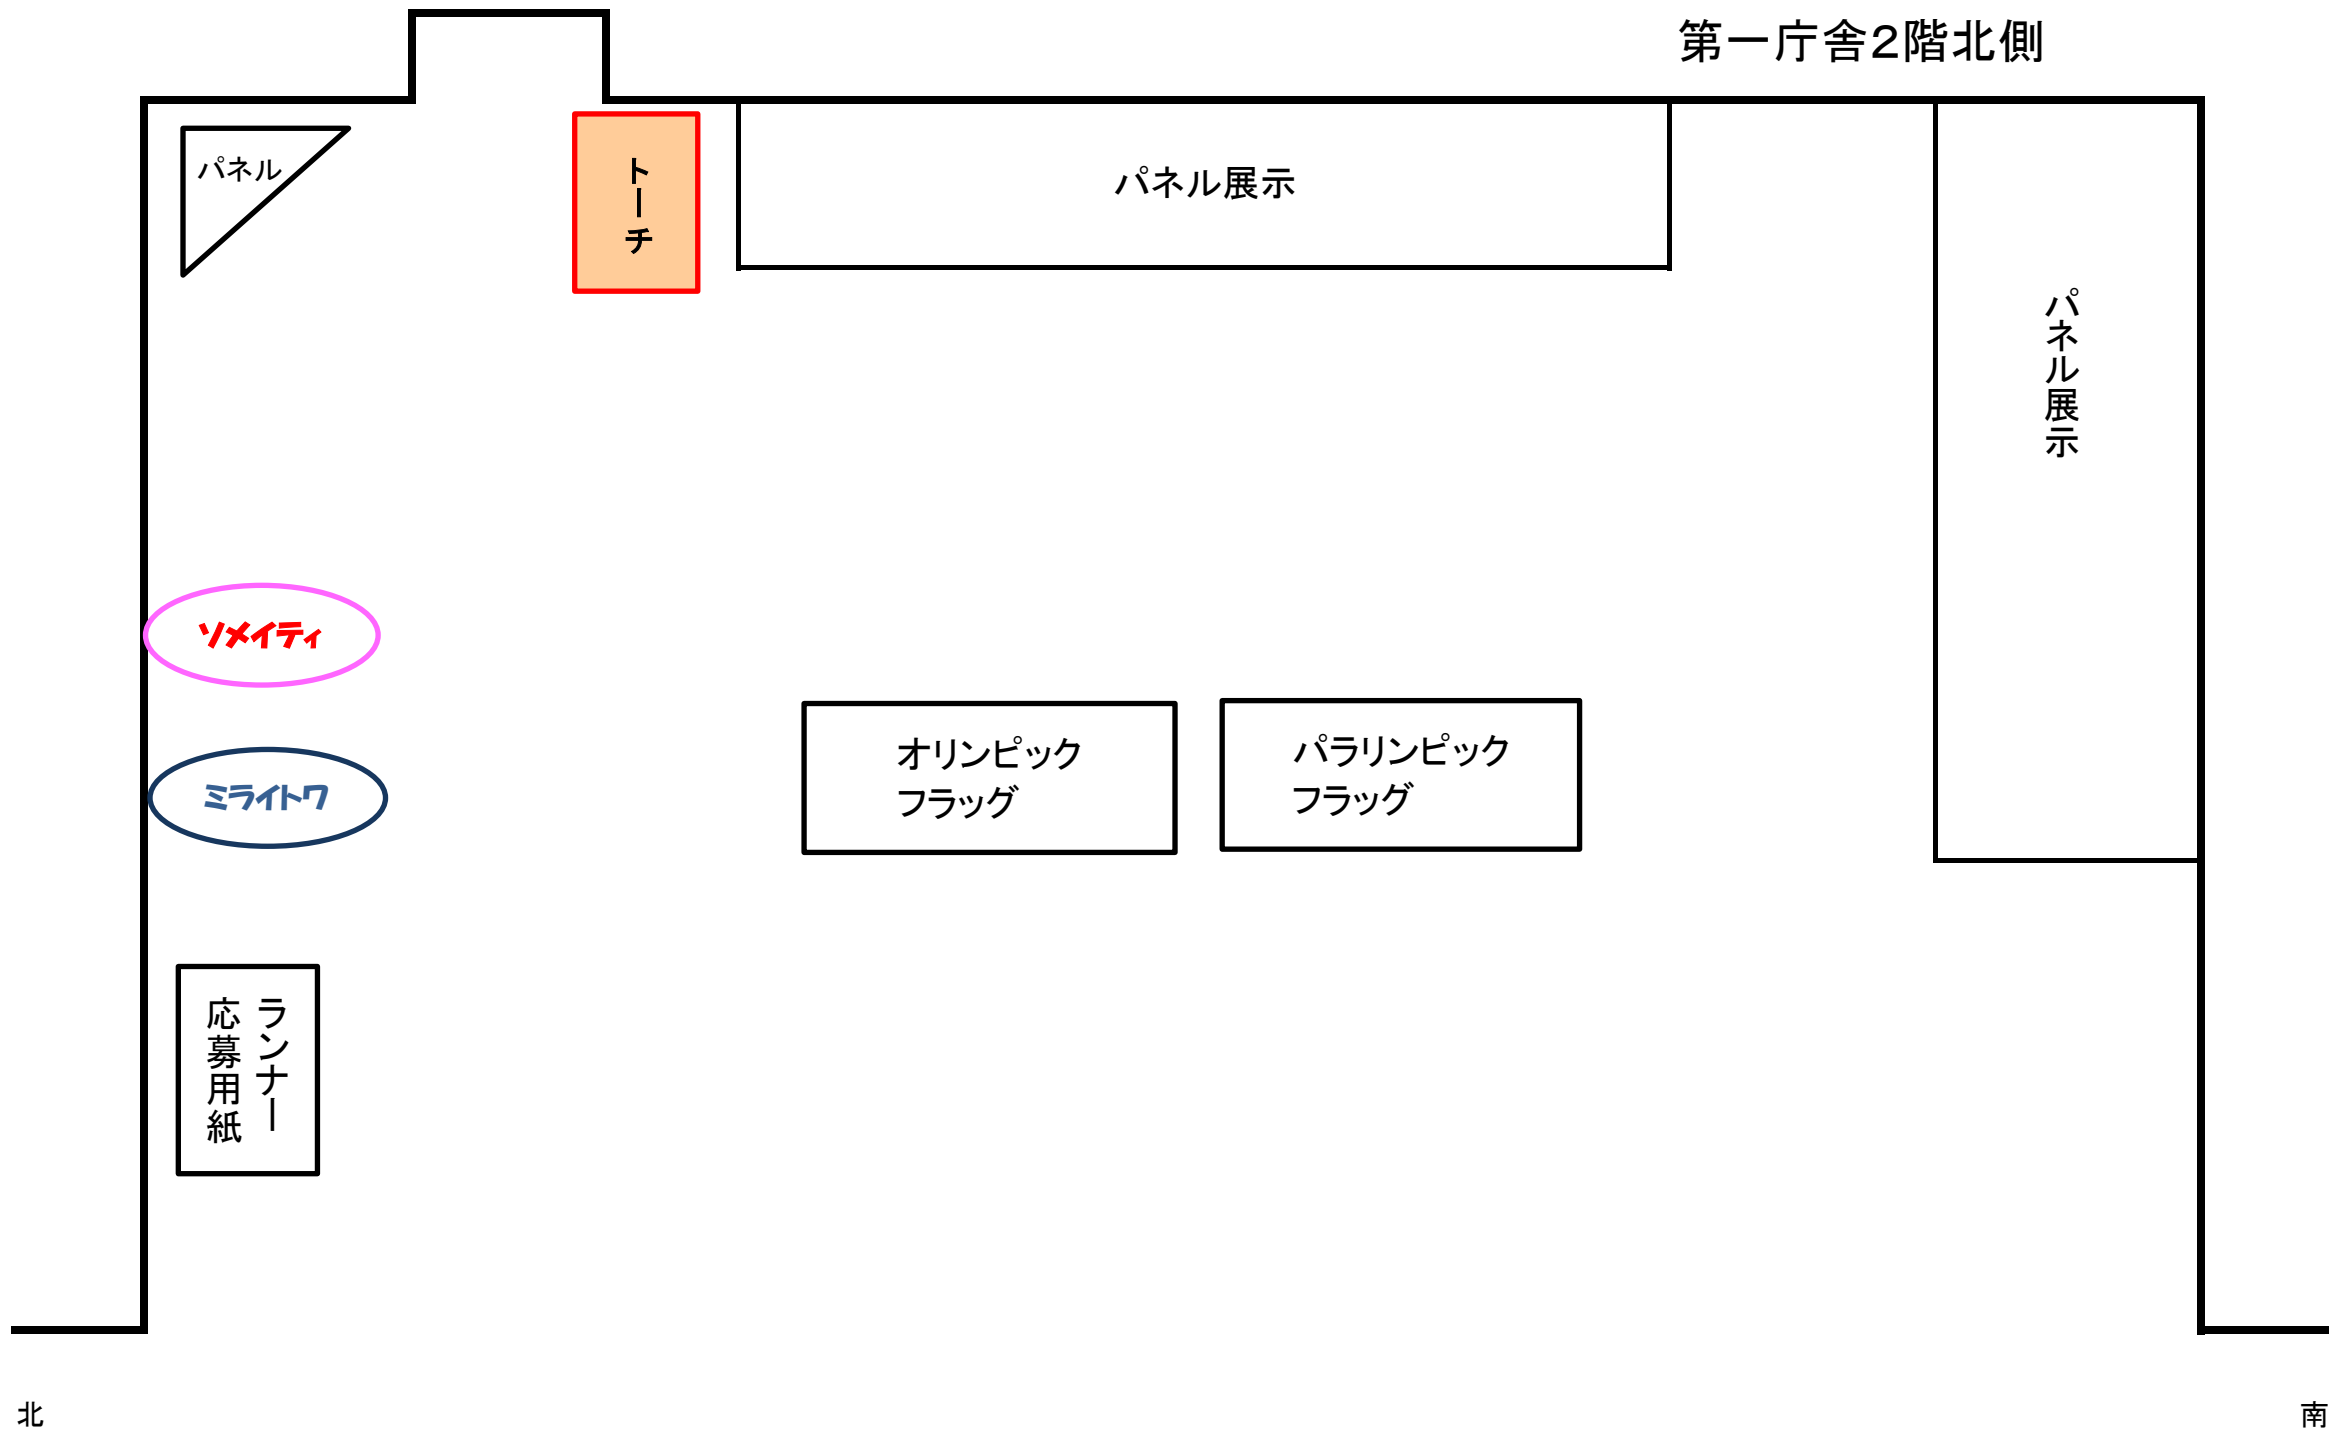 第一庁舎２階北側
パネル
トーチ
パネル展示
パネル展示
ソメイティ
ミライトワ
オリンピック
フラッグ
パラリンピック
フラッグ
ランナー
応募用紙
北
南